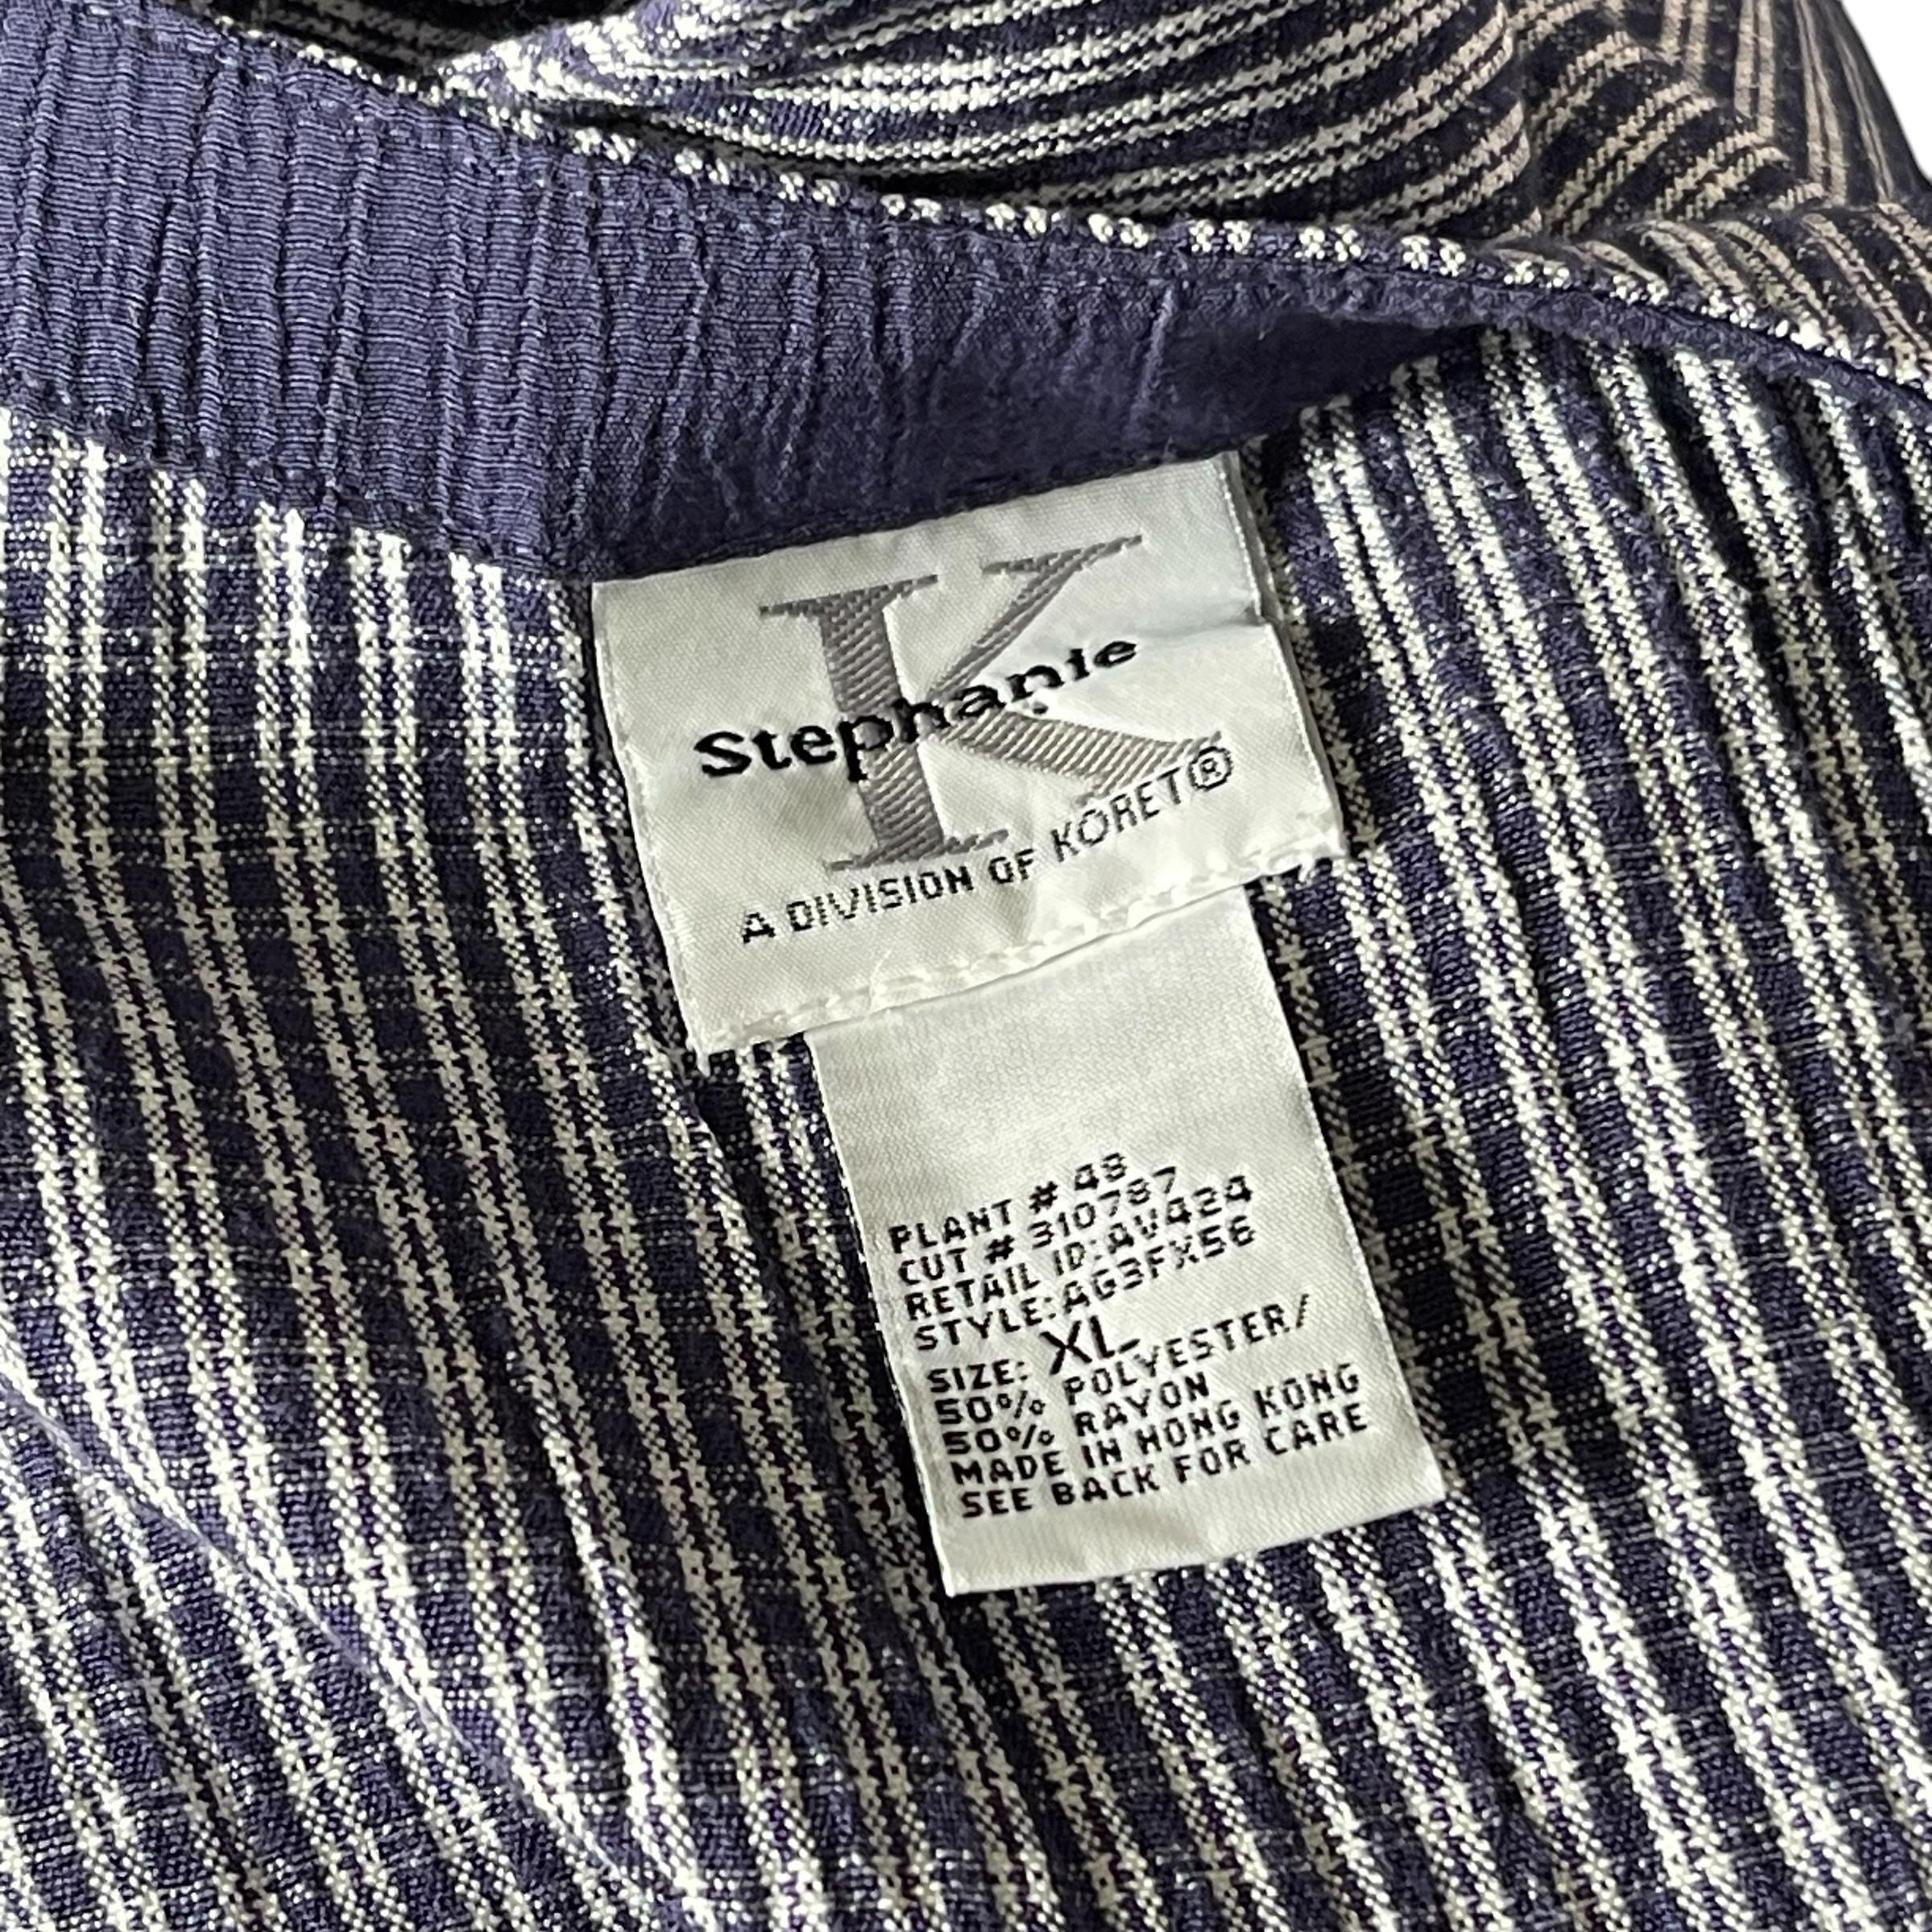 K
Stephanie
A DIVISION OF KORET®
PLANT # 48
CUT # 310787
RETAIL ID:AV424
STYLE:AG3FX56
SIZE: XL
50% POLYESTER/
50% RAYON
MADE IN HONG KONG
SEE BACK FOR CARE